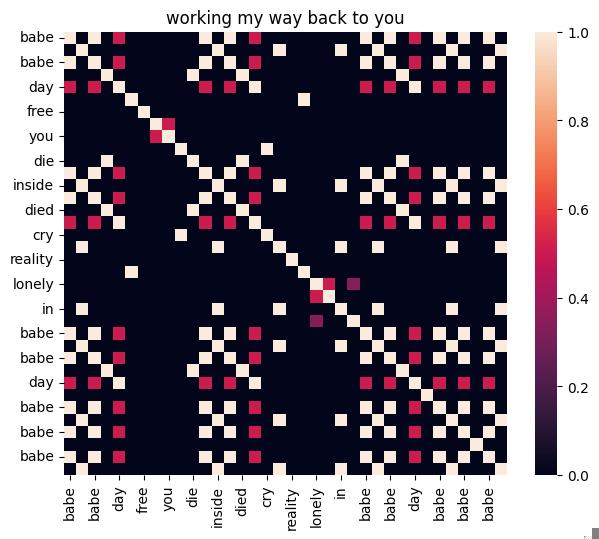 working my way back to you
babe
babe
day
free
you
die
inside
died
cry
reality
lonely
in
babe
babe
day
babe
babe
babe
1.0
0.8
0.6
0.4
0.2
0.0
babe babe day free you die inside died cry reality lonely in babe babe day babe babe babe